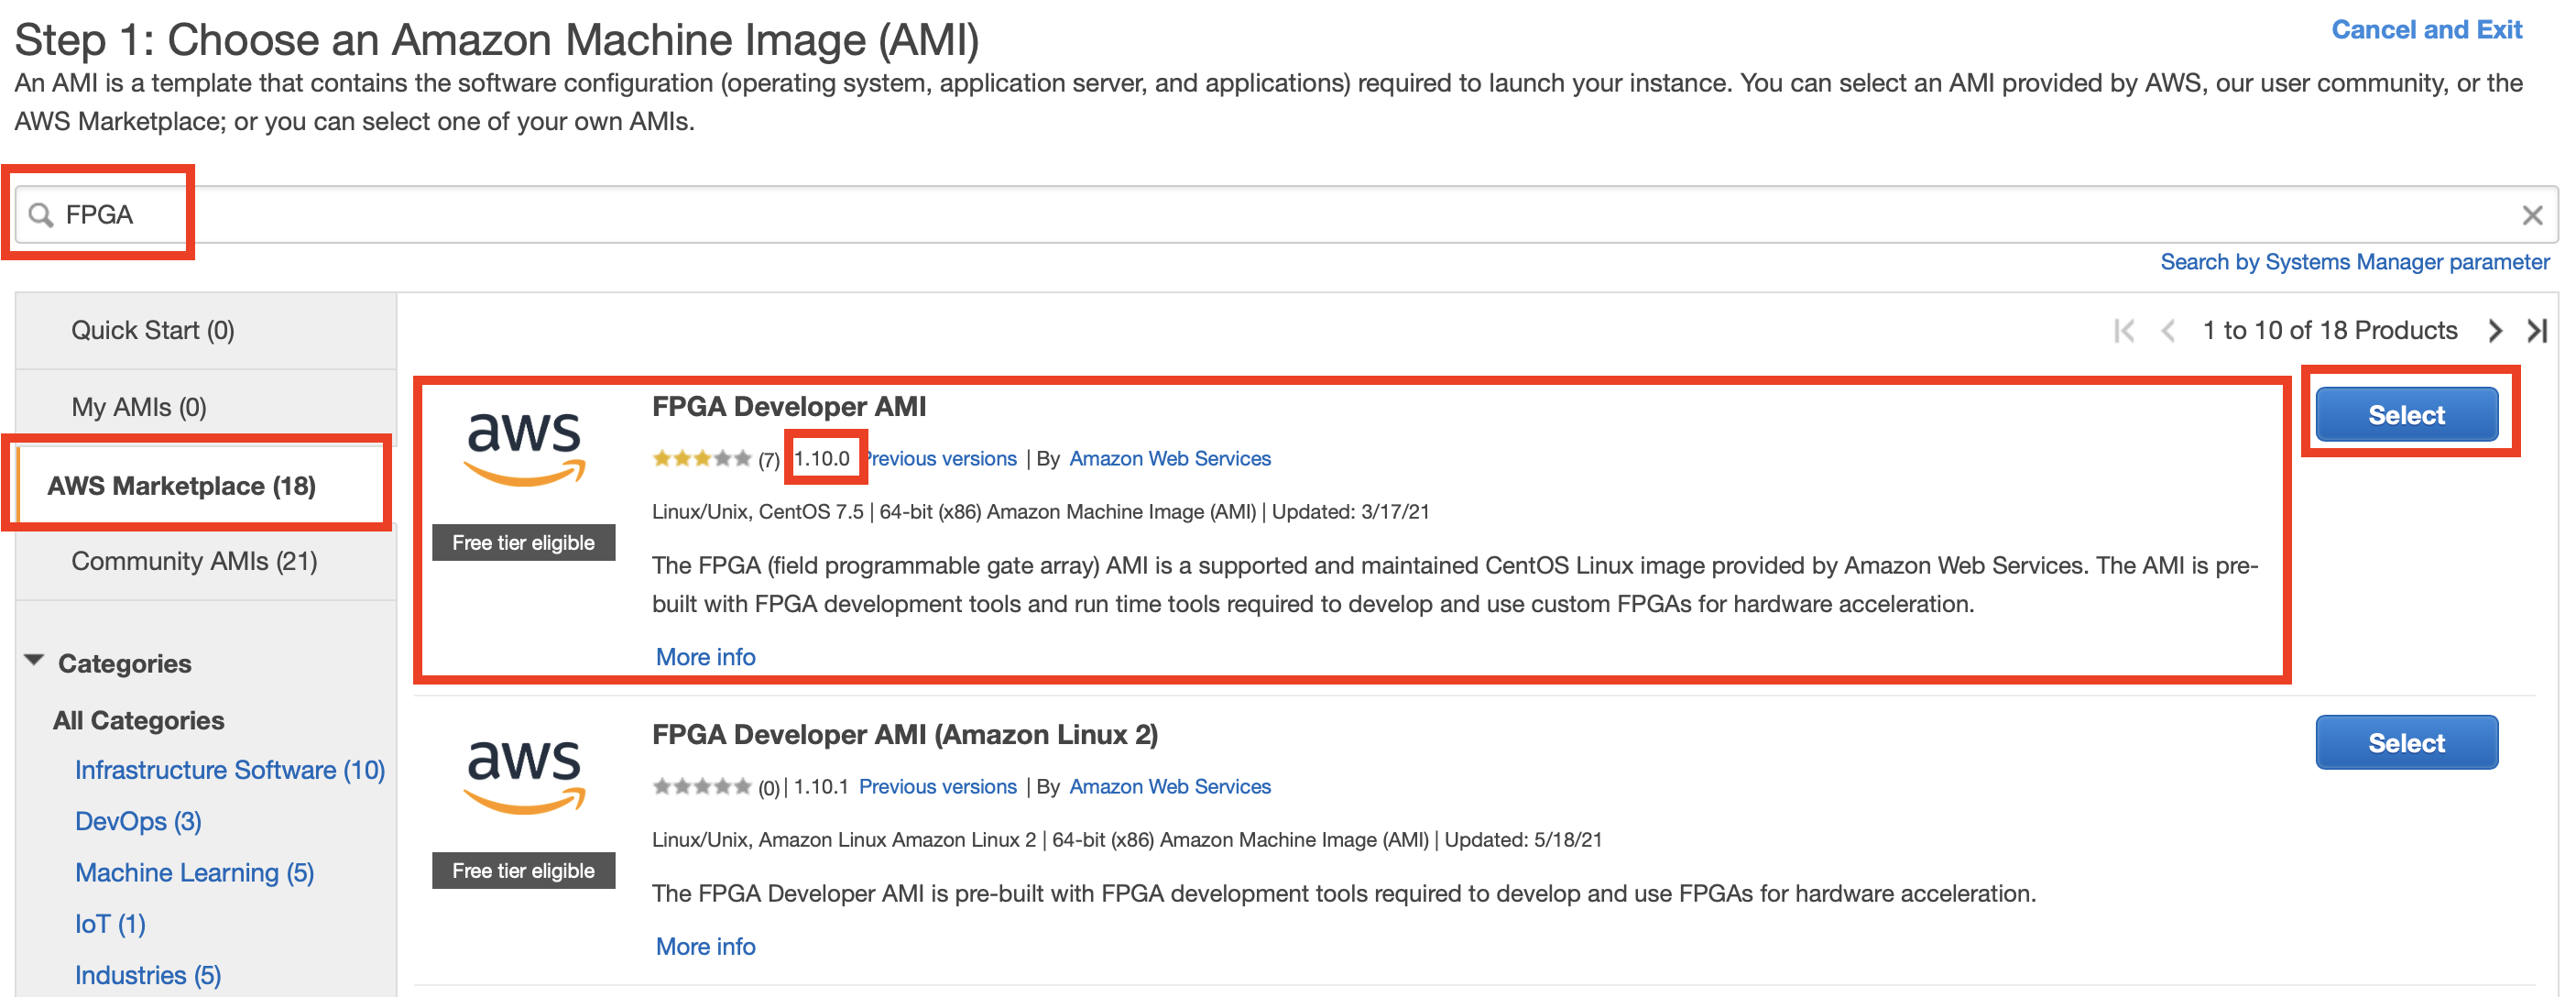 Step 1: Choose an Amazon Machine Image (AMI)
Cancel and Exit
An AMI is a template that contains the software configuration (operating system, application server, and applications) required to launch your instance. You can select an AMI provided by AWS, our user community, or the
AWS Marketplace; or you can select one of your own AMIs.
FPGA
Search by Systems Manager parameter
Quick Start (0)
My AMIs (0)
AWS Marketplace (18)
Community AMIs (21)
Categories
All Categories
Infrastructure Software (10)
DevOps (3)
Machine Learning (5)
IoT (1)
Industries (5)
1 to 10 of 18 Products
aws
Free tier eligible
FPGA Developer AMI
(7) 1.10.0 Previous versions | By Amazon Web Services
Linux/Unix, CentOS 7.5 | 64-bit (x86) Amazon Machine Image (AMI) | Updated: 3/17/21
The FPGA (field programmable gate array) AMI is a supported and maintained CentOS Linux image provided by Amazon Web Services. The AMI is pre-
built with FPGA development tools and run time tools required to develop and use custom FPGAs for hardware acceleration.
More info
Select
aws
Free tier eligible
FPGA Developer AMI (Amazon Linux 2)
(0) | 1.10.1 Previous versions | By Amazon Web Services
Linux/Unix, Amazon Linux Amazon Linux 2 | 64-bit (x86) Amazon Machine Image (AMI) | Updated: 5/18/21
The FPGA Developer AMI is pre-built with FPGA development tools required to develop and use FPGAs for hardware acceleration.
More info
Select